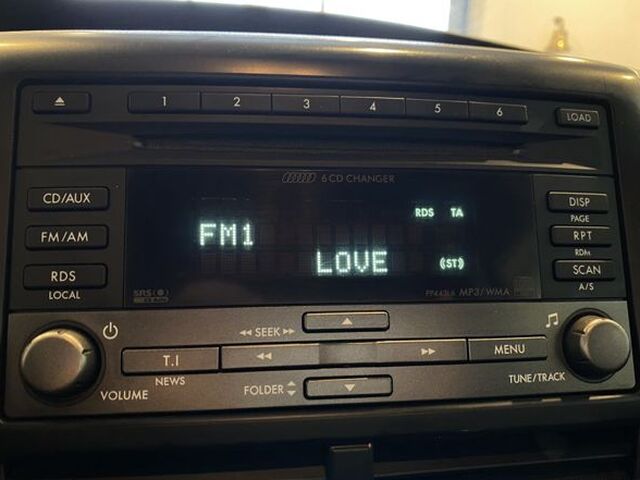 1 2 3 4 5 6 LOAD
6 CD CHANGER
CD/AUX RDS TA DISP
PAGE
FM/AM FM1 RPT
RDM
RDS LOVE ((ST)) SCAN
LOCAL SRS MP3/WMA A/S
SEEK
T.I MENU
VOLUME NEWS FOLDER TUNE/TRACK